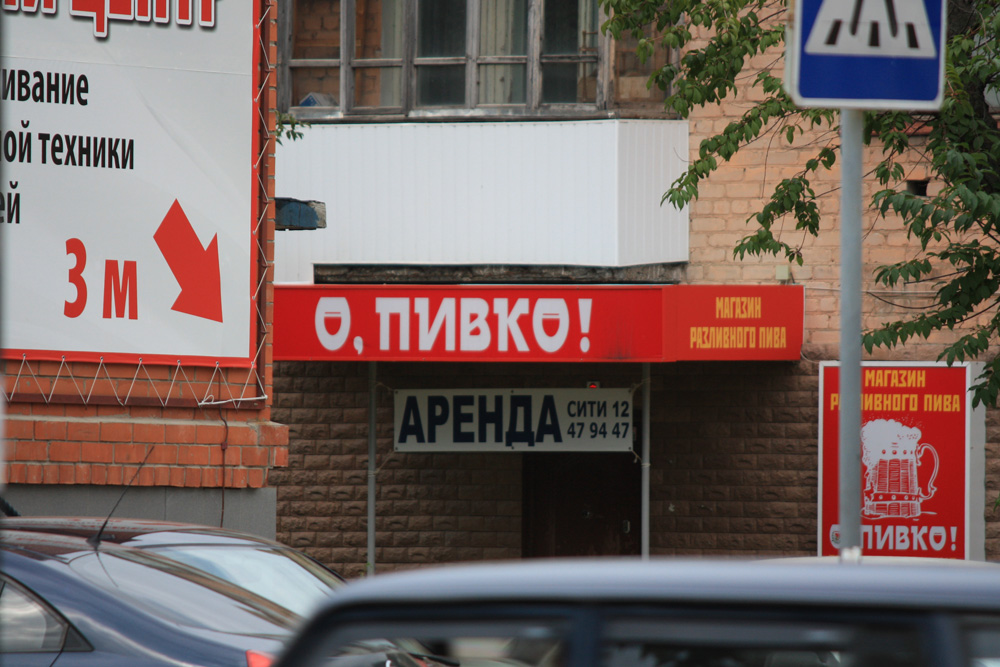 ЦЕНТР
ивание
ой техники
ей
3 м
О, ПИВКО!
МАГАЗИН
РАЗЛИВНОГО ПИВА
АРЕНДА
СИТИ 12
47 94 47
МАГАЗИН
РАЗЛИВНОГО ПИВА
О, ПИВКО!